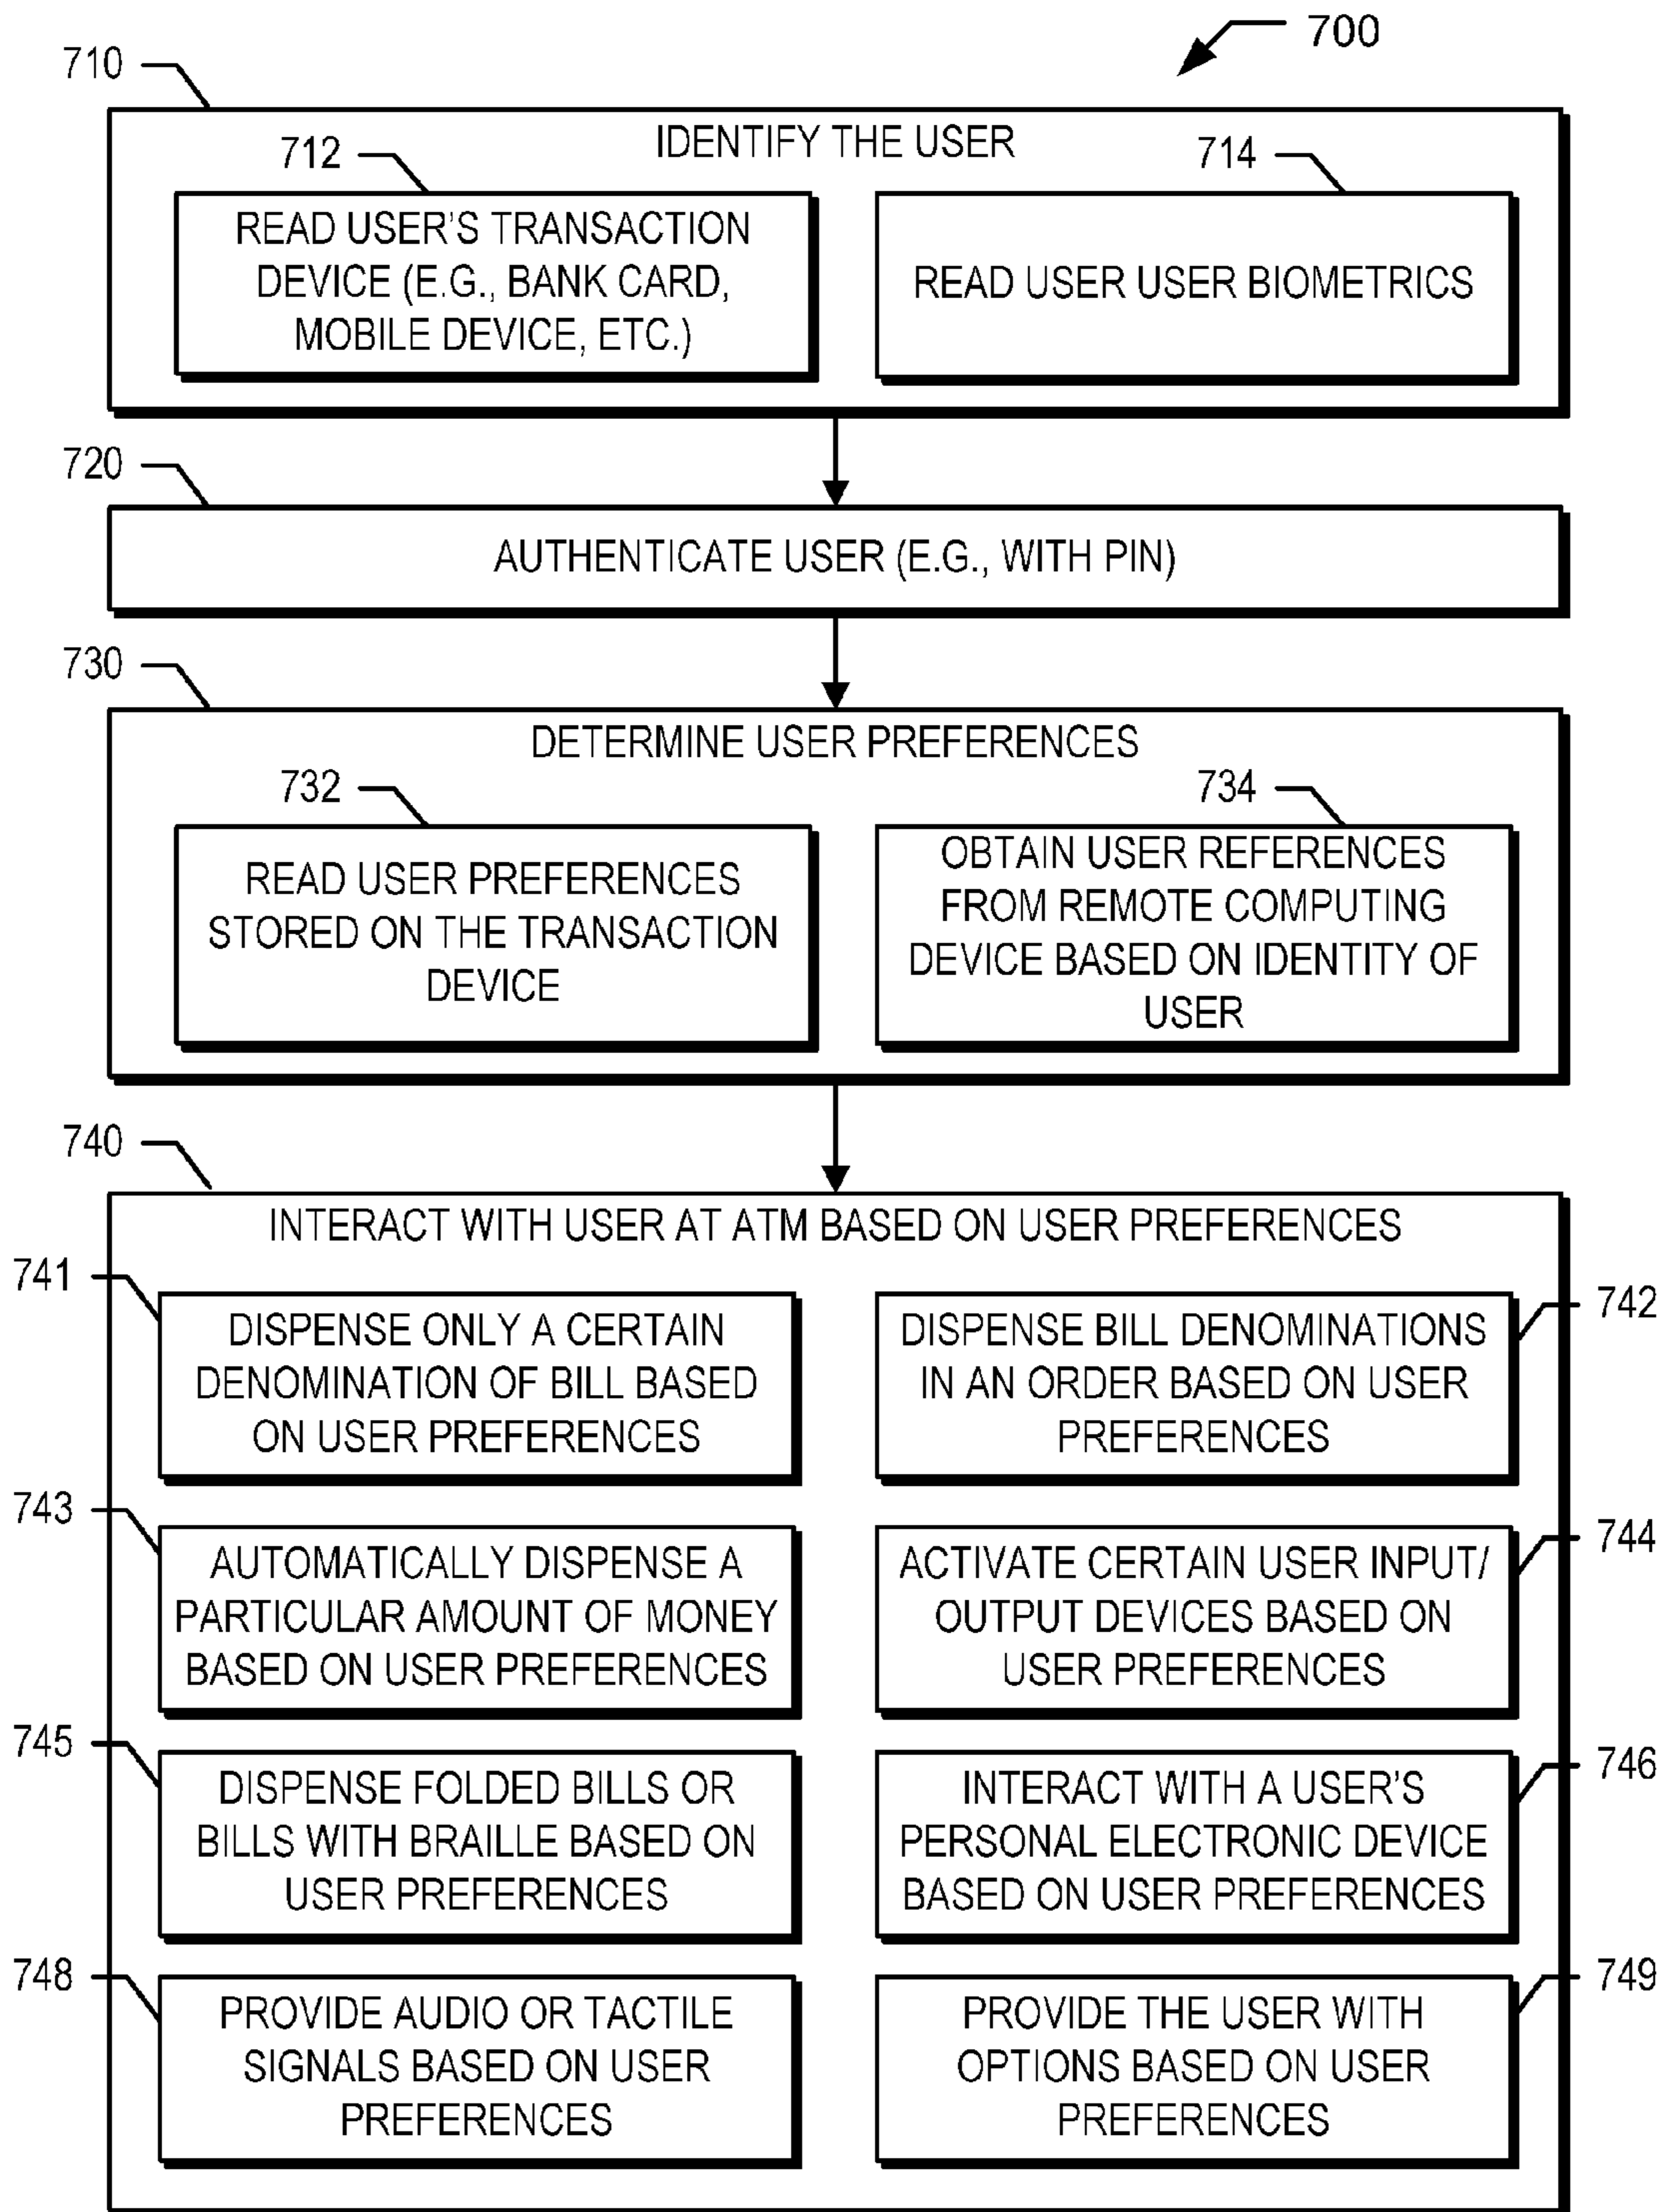 700
710
IDENTIFY THE USER
712
READ USER'S TRANSACTION
DEVICE (E.G., BANK CARD,
MOBILE DEVICE, ETC.)
714
READ USER USER BIOMETRICS
720
AUTHENTICATE USER (E.G., WITH PIN)
730
DETERMINE USER PREFERENCES
732
READ USER PREFERENCES
STORED ON THE TRANSACTION
DEVICE
734
OBTAIN USER REFERENCES
FROM REMOTE COMPUTING
DEVICE BASED ON IDENTITY OF
USER
740
INTERACT WITH USER AT ATM BASED ON USER PREFERENCES
741
DISPENSE ONLY A CERTAIN
DENOMINATION OF BILL BASED
ON USER PREFERENCES
742
DISPENSE BILL DENOMINATIONS
IN AN ORDER BASED ON USER
PREFERENCES
743
AUTOMATICALLY DISPENSE A
PARTICULAR AMOUNT OF MONEY
BASED ON USER PREFERENCES
744
ACTIVATE CERTAIN USER INPUT/
OUTPUT DEVICES BASED ON
USER PREFERENCES
745
DISPENSE FOLDED BILLS OR
BILLS WITH BRAILLE BASED ON
USER PREFERENCES
746
INTERACT WITH A USER'S
PERSONAL ELECTRONIC DEVICE
BASED ON USER PREFERENCES
748
PROVIDE AUDIO OR TACTILE
SIGNALS BASED ON USER
PREFERENCES
749
PROVIDE THE USER WITH
OPTIONS BASED ON USER
PREFERENCES